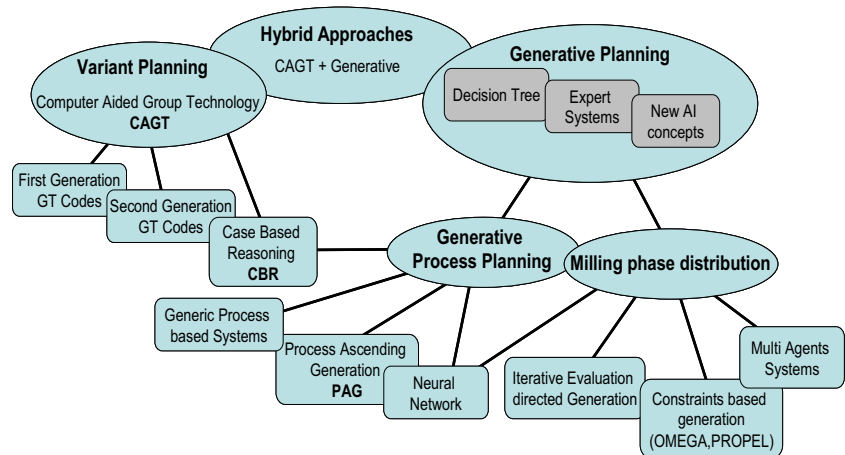 Hybrid Approaches
CAGT + Generative
Variant Planning
Computer Aided Group Technology
CAGT
Generative Planning
Decision Tree
Expert
Systems
New AI
concepts
First Generation
GT Codes
Second Generation
GT Codes
Case Based
Reasoning
CBR
Generative
Process Planning
Milling phase distribution
Generic Process
based Systems
Process Ascending
Generation
PAG
Neural
Network
Iterative Evaluation
directed Generation
Constraints based
generation
(OMEGA,PROPEL)
Multi Agents
Systems